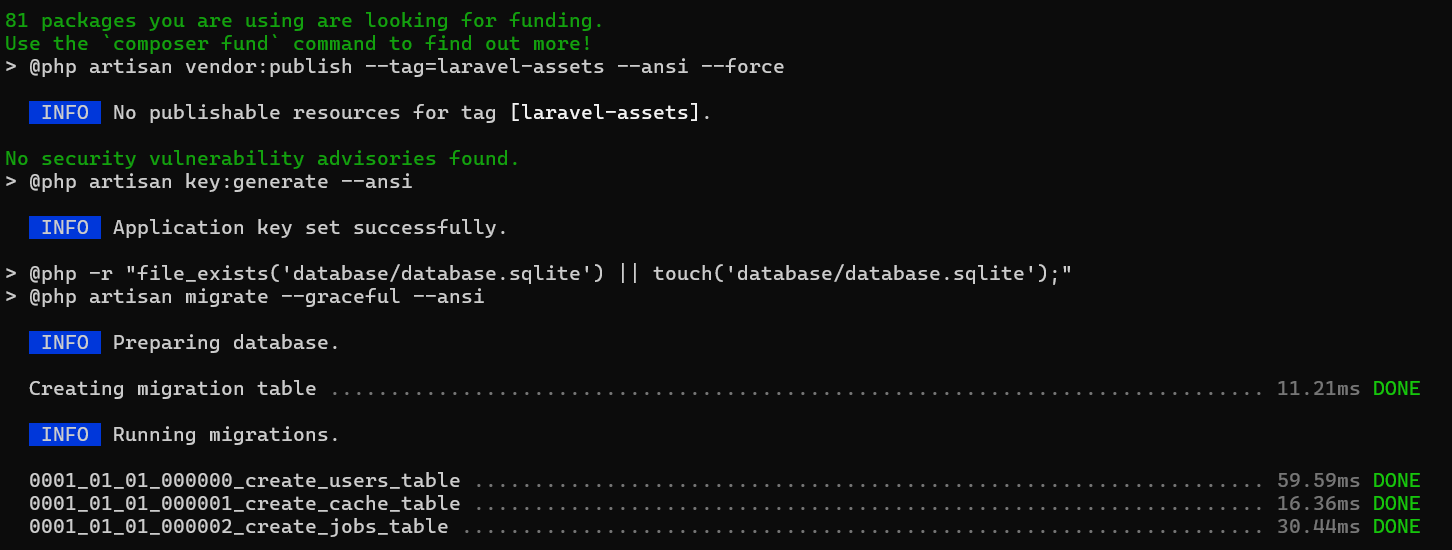 81 packages you are using are looking for funding.
Use the `composer fund` command to find out more!
> @php artisan vendor:publish --tag=laravel-assets --ansi --force
INFO No publishable resources for tag [laravel-assets].
No security vulnerability advisories found.
> @php artisan key:generate --ansi
INFO Application key set successfully.
> @php -r "file_exists('database/database.sqlite') || touch('database/database.sqlite');"
> @php artisan migrate --graceful --ansi
INFO Preparing database.
Creating migration table .............................................................................. 11.21ms DONE
INFO Running migrations.
0001_01_01_000000_create_users_table .................................................................. 59.59ms DONE
0001_01_01_000001_create_cache_table .................................................................. 16.36ms DONE
0001_01_01_000002_create_jobs_table ................................................................... 30.44ms DONE